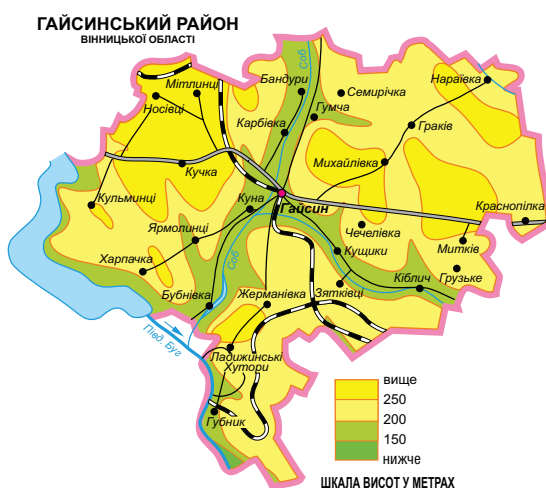 ГАЙСИНСЬКИЙ РАЙОН
ВІННИЦЬКОЇ ОБЛАСТІ
Соб
Бандури
Семирічка
Нараївка
Мітлинці
Носівці
Гумча
Карбівка
Граків
Михайлівка
Кучка
Кульминці
Куна
Гайсин
Краснопілка
Ярмолинці
Чечелівка
Митків
Кущики
Харпачка
Соб
Грузьке
Зятківці
Кіблич
Бубнівка
Жерманівка
Півд. Буг
Ладижинські
Хутори
Губник
вище
250
200
150
нижче
ШКАЛА ВИСОТ У МЕТРАХ